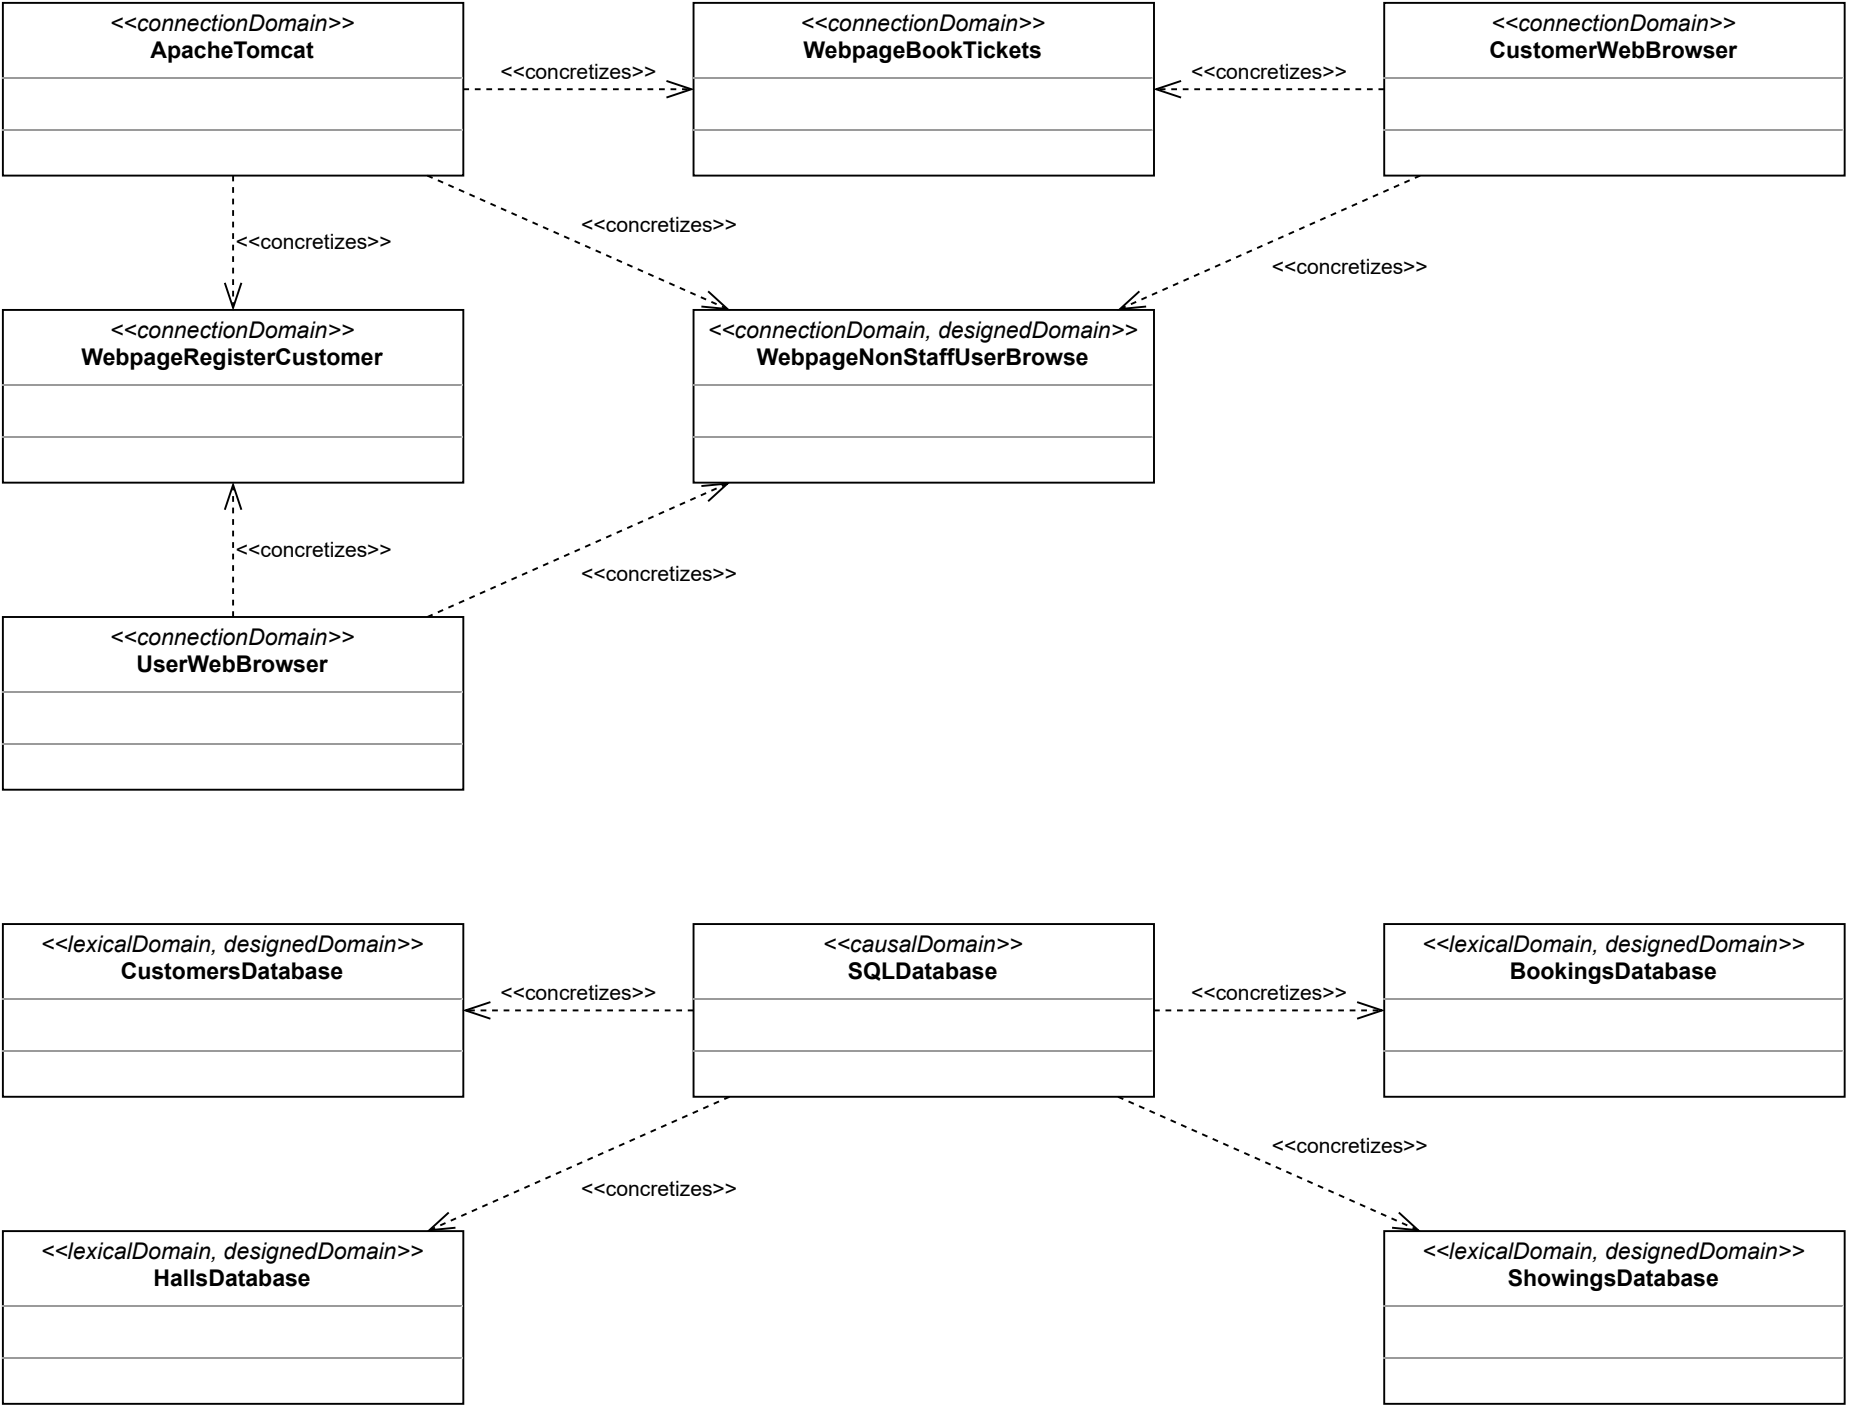 <<connectionDomain>>
ApacheTomcat
<<concretizes>>
<<connectionDomain>>
WebpageBookTickets
<<concretizes>>
<<connectionDomain>>
CustomerWebBrowser
<<concretizes>>
<<concretizes>>
<<concretizes>>
<<connectionDomain>>
WebpageRegisterCustomer
<<connectionDomain, designedDomain>>
WebpageNonStaffUserBrowse
<<concretizes>>
<<concretizes>>
<<connectionDomain>>
UserWebBrowser
<<lexicalDomain, designedDomain>>
CustomersDatabase
<<concretizes>>
<<causalDomain>>
SQLDatabase
<<concretizes>>
<<lexicalDomain, designedDomain>>
BookingsDatabase
<<concretizes>>
<<concretizes>>
<<lexicalDomain, designedDomain>>
HallsDatabase
<<lexicalDomain, designedDomain>>
ShowingsDatabase